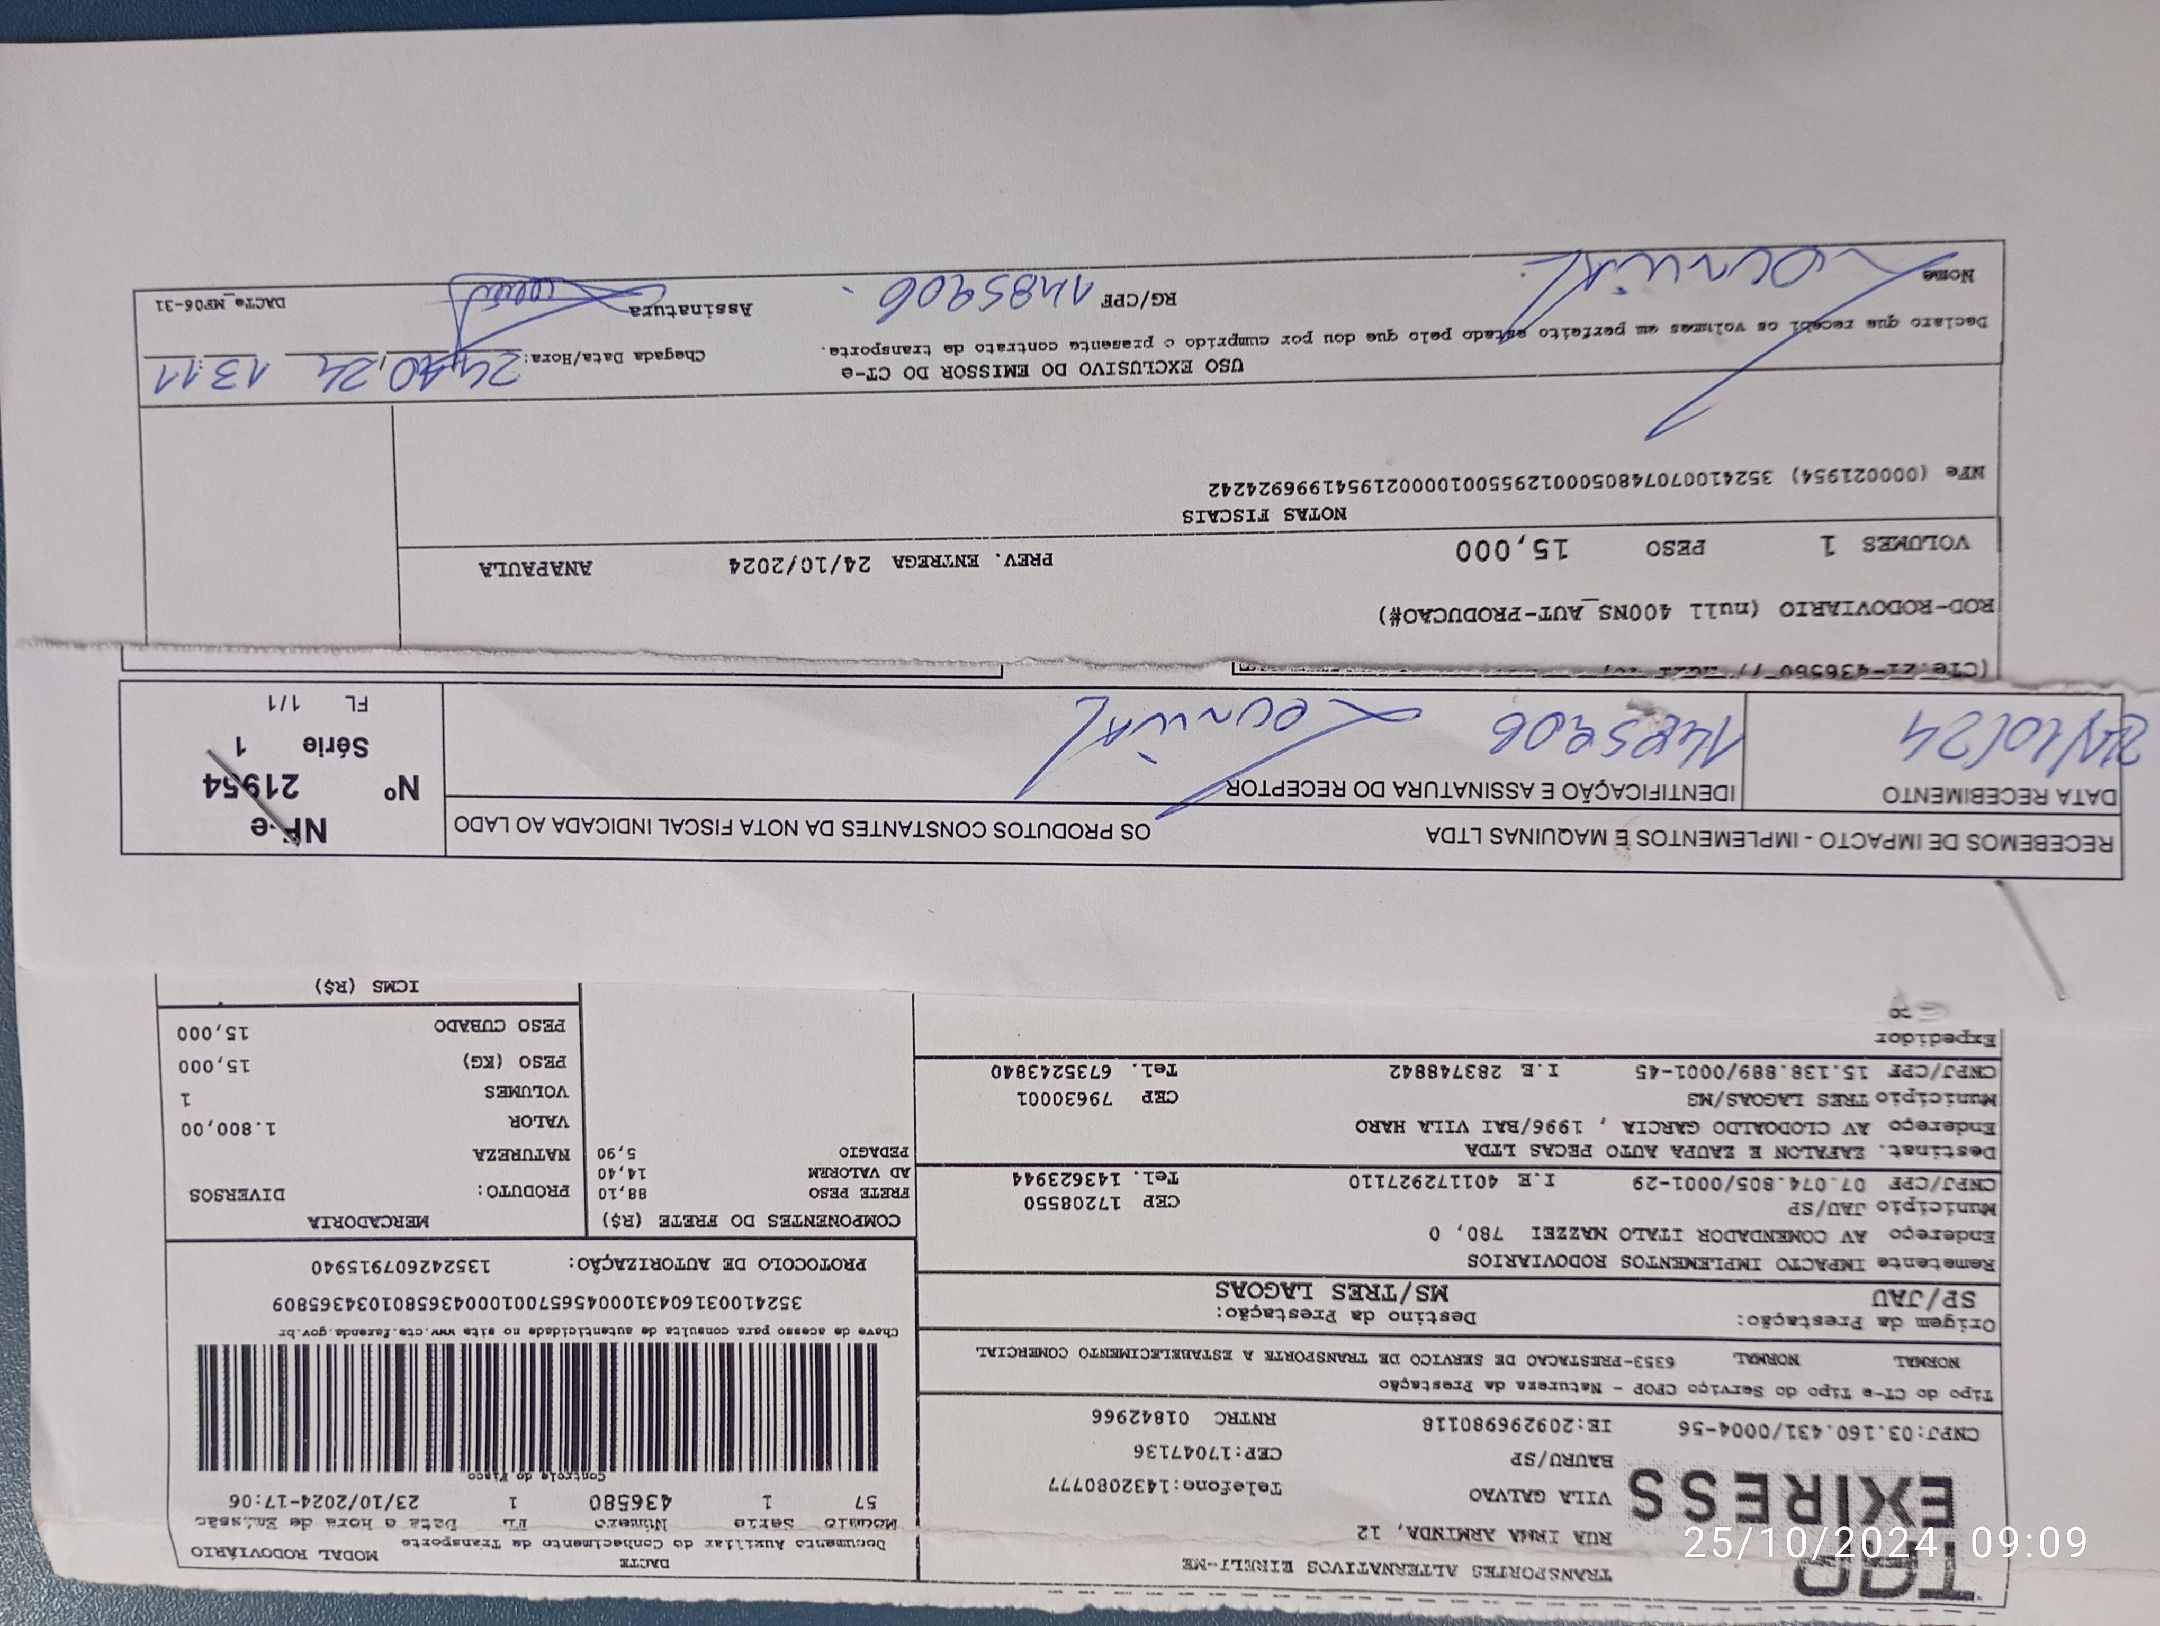 TRANSPORTES ALTERNATIVOS EIRELI-ME
EXPRESS
RUA IRMA ARMINDA, 12
VILA GALVAO Telefone:1432080777
BAURU/SP CEP:17047136
CNPJ:03.160.431/0004-56 IE:209296980118 RNTRC 01842966
DACTE
Documento Auxiliar do Conhecimento de Transporte MODAL RODOVIÁRIO
Modelo Serie Número FL Data e Hora de Emissão
57 1 436580 1 23/10/2024-17:06
Controle do Fisco
Chave de acesso para consulta de autenticidade no site www.cte.fazenda.gov.br
35241003160431000456570010004365801034365809
PROTOCOLO DE AUTORIZAÇÃO: 135242607915940
Tipo do CT-e Tipo do Serviço CFOP - Natureza da Prestação
NORMAL NORMAL 6353-PRESTACAO DE SERVICO DE TRANSPORTE A ESTABELECIMENTO COMERCIAL
Origem da Prestação: Destino da Prestação:
SP/JAU MS/TRES LAGOAS
Remetente IMPACTO IMPLEMENTOS RODOVIARIOS
Endereço AV COMENDADOR ITALO MAZZEI 780, 0
Município JAU/SP CEP 17208550
CNPJ/CPF 07.074.805/0001-29 I.E 401172927110 Tel. 143623944
Destinat. ZAFALON E ZAUPA AUTO PECAS LTDA
Endereço AV CLODOALDO GARCIA , 1996/BAI VILA HARO
Município TRES LAGOAS/MS CEP 79630001
CNPJ/CPF 15.138.889/0001-45 I.E 283748842 Tel. 6735243840
Expedidor
COMPONENTES DO FRETE (R$)
FRETE PESO 88,10
AD VALOREM 14,40
PEDAGIO 5,90
MERCADORIA
PRODUTO: DIVERSOS
NATUREZA
VALOR 1.800,00
VOLUMES 1
PESO (KG) 15,000
PESO CUBADO 15,000
ICMS (R$)
RECEBEMOS DE IMPACTO - IMPLEMENTOS E MAQUINAS LTDA OS PRODUTOS CONSTANTES DA NOTA FISCAL INDICADA AO LADO
DATA RECEBIMENTO IDENTIFICAÇÃO E ASSINATURA DO RECEPTOR
24/10/24 1485906
NF-e
Nº 21954
Série 1
FL 1/1
ROD-RODOVIARIO (null 400NS_AUT-PRODUCAO#)
VOLUMES 1 PESO 15,000 PREV. ENTREGA 24/10/2024 ANAPAULA
NOTAS FISCAIS
NFe (000021954) 35241007074805000129550010000219541996924242
USO EXCLUSIVO DO EMISSOR DO CT-e
Declaro que recebi os volumes em perfeito estado pelo que dou por cumprido o presente contrato de transporte.
Chegada Data/Hora: 24,10,24 13:11
Nome RG/CPF 1485906 Assinatura DACTe_MF06-31
25/10/2024 09:09